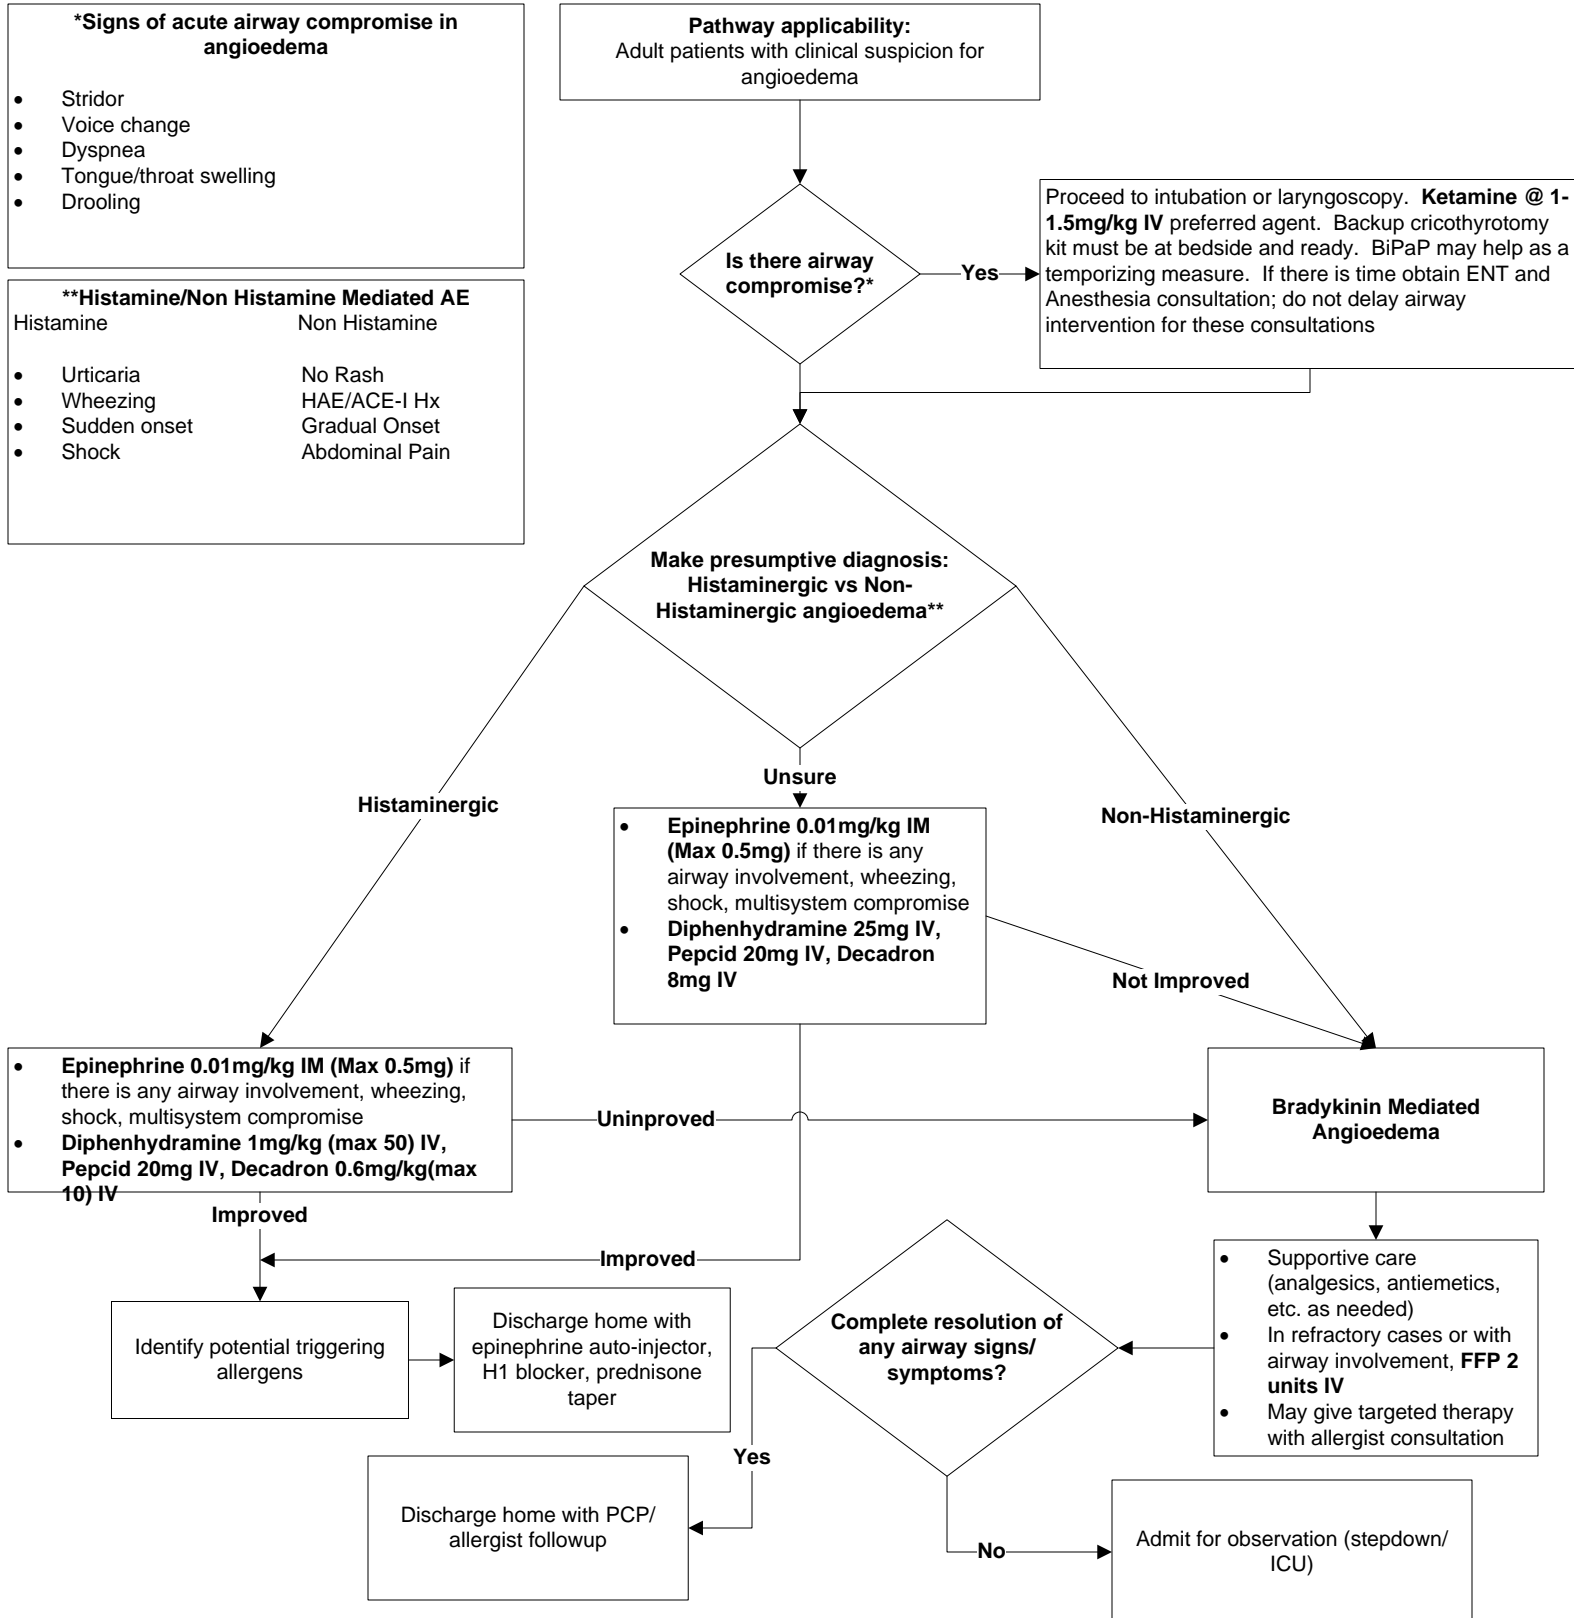 *Signs of acute airway compromise in
angioedema
• Stridor
• Voice change
• Dyspnea
• Tongue/throat swelling
• Drooling
**Histamine/Non Histamine Mediated AE
Histamine Non Histamine
• Urticaria No Rash
• Wheezing HAE/ACE-I Hx
• Sudden onset Gradual Onset
• Shock Abdominal Pain
Pathway applicability:
Adult patients with clinical suspicion for
angioedema
Is there airway
compromise?*
Yes
Proceed to intubation or laryngoscopy. Ketamine @ 1-
1.5mg/kg IV preferred agent. Backup cricothyrotomy
kit must be at bedside and ready. BiPaP may help as a
temporizing measure. If there is time obtain ENT and
Anesthesia consultation; do not delay airway
intervention for these consultations
Make presumptive diagnosis:
Histaminergic vs Non-
Histaminergic angioedema**
Histaminergic
Unsure
Non-Histaminergic
• Epinephrine 0.01mg/kg IM
(Max 0.5mg) if there is any
airway involvement, wheezing,
shock, multisystem compromise
• Diphenhydramine 25mg IV,
Pepcid 20mg IV, Decadron
8mg IV
Not Improved
• Epinephrine 0.01mg/kg IM (Max 0.5mg) if
there is any airway involvement, wheezing,
shock, multisystem compromise
• Diphenhydramine 1mg/kg (max 50) IV,
Pepcid 20mg IV, Decadron 0.6mg/kg(max
10) IV
Uninproved
Bradykinin Mediated
Angioedema
Improved
Improved
Identify potential triggering
allergens
Discharge home with
epinephrine auto-injector,
H1 blocker, prednisone
taper
Complete resolution of
any airway signs/
symptoms?
• Supportive care
(analgesics, antiemetics,
etc. as needed)
• In refractory cases or with
airway involvement, FFP 2
units IV
• May give targeted therapy
with allergist consultation
Yes
Discharge home with PCP/
allergist followup
No
Admit for observation (stepdown/
ICU)